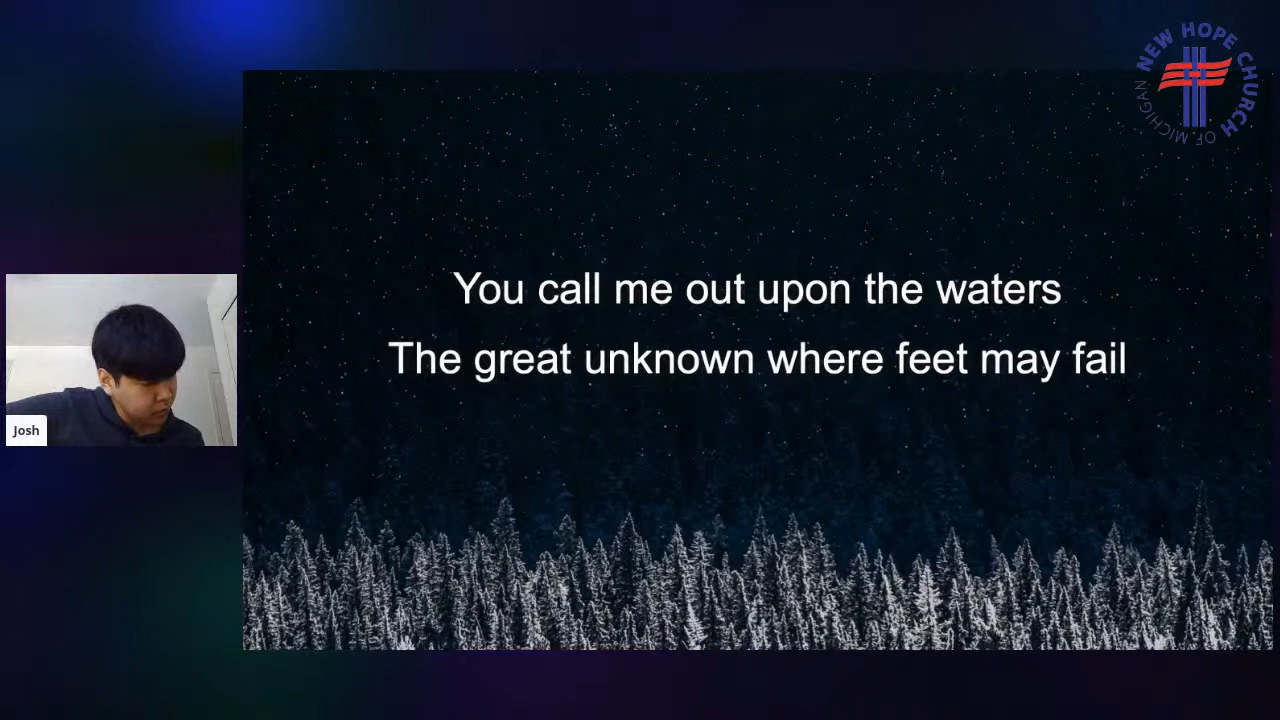 NEW HOPE CHURCH OF MICHIGAN
You call me out upon the waters
The great unknown where feet may fail
Josh